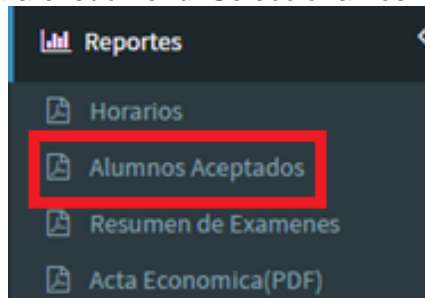 Reportes
Horarios
Alumnos Aceptados
Resumen de Examenes
Acta Economica(PDF)